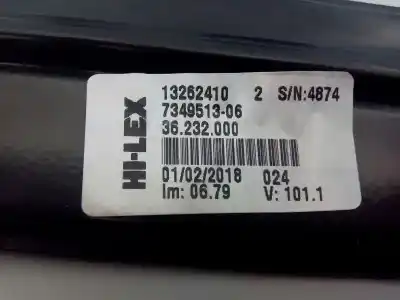 HI-LEX
13262410 2 S/N:4874
7349513-06
36.232.000
01/02/2018 024
Im: 06.79 V: 101.1